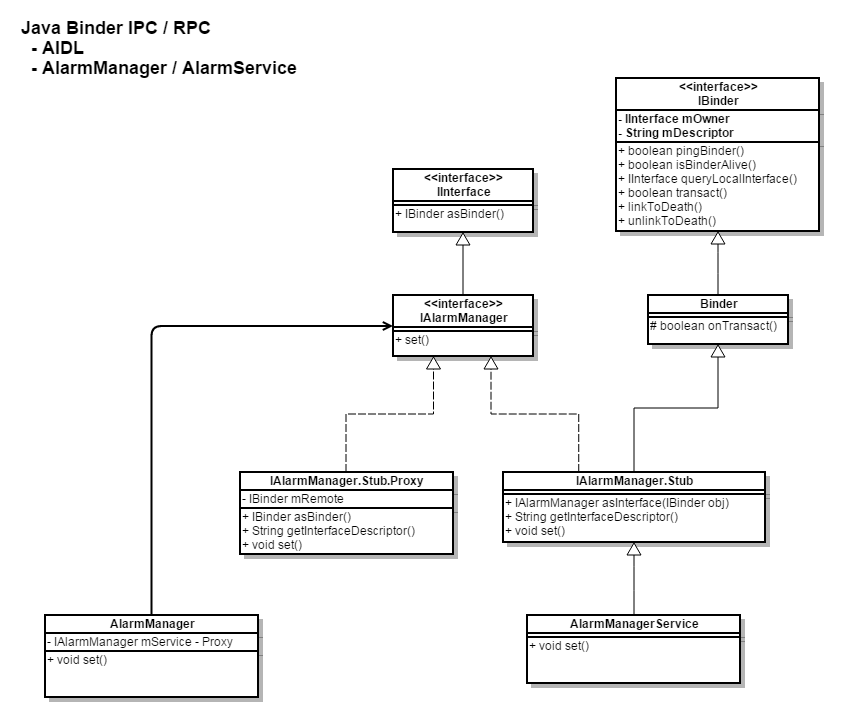 Java Binder IPC / RPC
- AIDL
- AlarmManager / AlarmService
<<interface>>
IBinder
- IInterface mOwner
- String mDescriptor
+ boolean pingBinder()
+ boolean isBinderAlive()
+ IInterface queryLocalInterface()
+ boolean transact()
+ linkToDeath()
+ unlinkToDeath()
<<interface>>
IInterface
+ IBinder asBinder()
<<interface>>
IAlarmManager
+ set()
Binder
# boolean onTransact()
IAlarmManager.Stub.Proxy
- IBinder mRemote
+ IBinder asBinder()
+ String getInterfaceDescriptor()
+ void set()
IAlarmManager.Stub
+ IAlarmManager asInterface(IBinder obj)
+ String getInterfaceDescriptor()
+ void set()
AlarmManager
- IAlarmManager mService - Proxy
+ void set()
AlarmManagerService
+ void set()